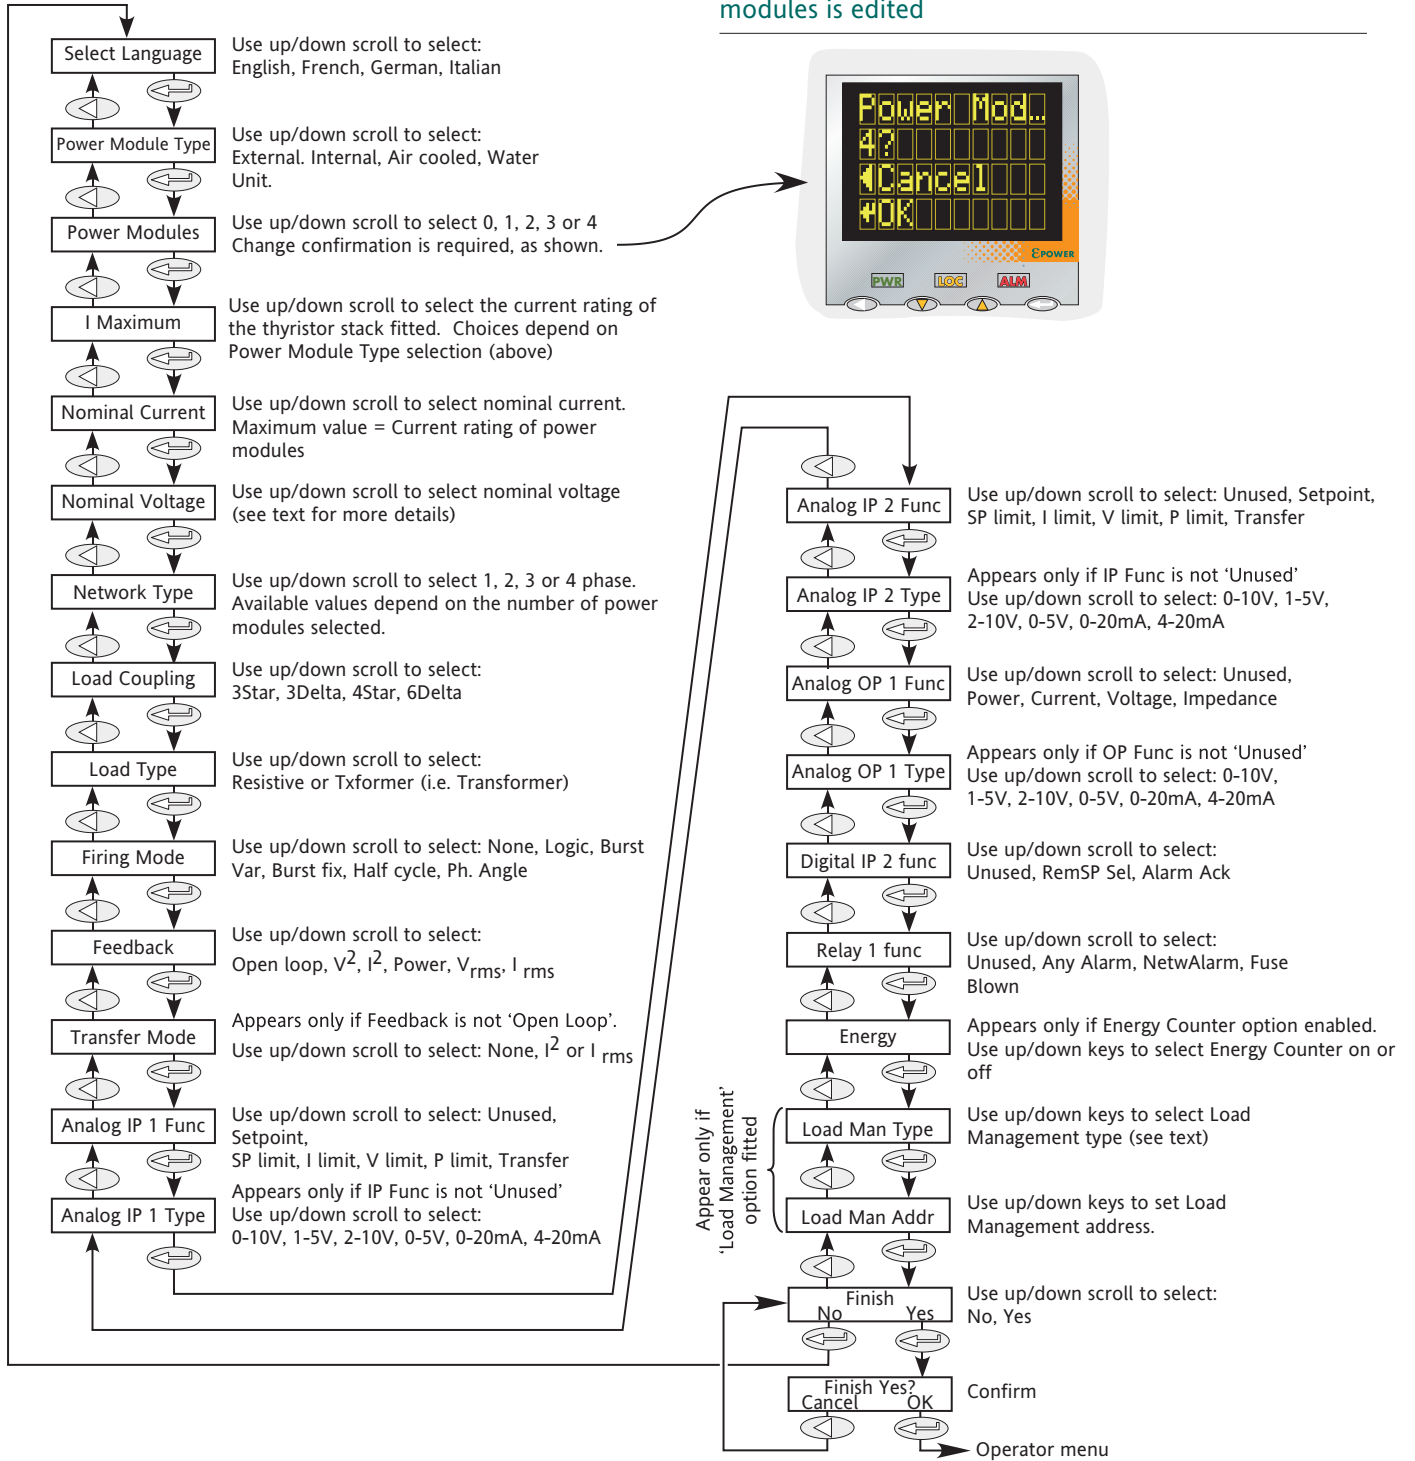 modules is edited
Select Language
Use up/down scroll to select:
English, French, German, Italian
Power Module Type
Use up/down scroll to select:
External. Internal, Air cooled, Water
Unit.
Power Modules
Use up/down scroll to select 0, 1, 2, 3 or 4
Change confirmation is required, as shown.
Power Mod...
4?
Cancel
OK
εPOWER
PWR
LOC
ALM
I Maximum
Use up/down scroll to select the current rating of
the thyristor stack fitted. Choices depend on
Power Module Type selection (above)
Nominal Current
Use up/down scroll to select nominal current.
Maximum value = Current rating of power
modules
Nominal Voltage
Use up/down scroll to select nominal voltage
(see text for more details)
Network Type
Use up/down scroll to select 1, 2, 3 or 4 phase.
Available values depend on the number of power
modules selected.
Load Coupling
Use up/down scroll to select:
3Star, 3Delta, 4Star, 6Delta
Load Type
Use up/down scroll to select:
Resistive or Txformer (i.e. Transformer)
Firing Mode
Use up/down scroll to select: None, Logic, Burst
Var, Burst fix, Half cycle, Ph. Angle
Feedback
Use up/down scroll to select:
Open loop, V2, I2, Power, Vrms, I rms
Transfer Mode
Appears only if Feedback is not ‘Open Loop’.
Use up/down scroll to select: None, I2 or I rms
Analog IP 1 Func
Use up/down scroll to select: Unused,
Setpoint,
SP limit, I limit, V limit, P limit, Transfer
Analog IP 1 Type
Appears only if IP Func is not ‘Unused’
Use up/down scroll to select:
0-10V, 1-5V, 2-10V, 0-5V, 0-20mA, 4-20mA
Analog IP 2 Func
Use up/down scroll to select: Unused, Setpoint,
SP limit, I limit, V limit, P limit, Transfer
Analog IP 2 Type
Appears only if IP Func is not ‘Unused’
Use up/down scroll to select: 0-10V, 1-5V,
2-10V, 0-5V, 0-20mA, 4-20mA
Analog OP 1 Func
Use up/down scroll to select: Unused,
Power, Current, Voltage, Impedance
Analog OP 1 Type
Appears only if OP Func is not ‘Unused’
Use up/down scroll to select: 0-10V,
1-5V, 2-10V, 0-5V, 0-20mA, 4-20mA
Digital IP 2 func
Use up/down scroll to select:
Unused, RemSP Sel, Alarm Ack
Relay 1 func
Use up/down scroll to select:
Unused, Any Alarm, NetwAlarm, Fuse
Blown
Energy
Appears only if Energy Counter option enabled.
Use up/down keys to select Energy Counter on or
off
Appear only if
‘Load Management’
option fitted
Load Man Type
Use up/down keys to select Load
Management type (see text)
Load Man Addr
Use up/down keys to set Load
Management address.
Finish
No Yes
Use up/down scroll to select:
No, Yes
Finish Yes?
Cancel OK
Confirm
Operator menu